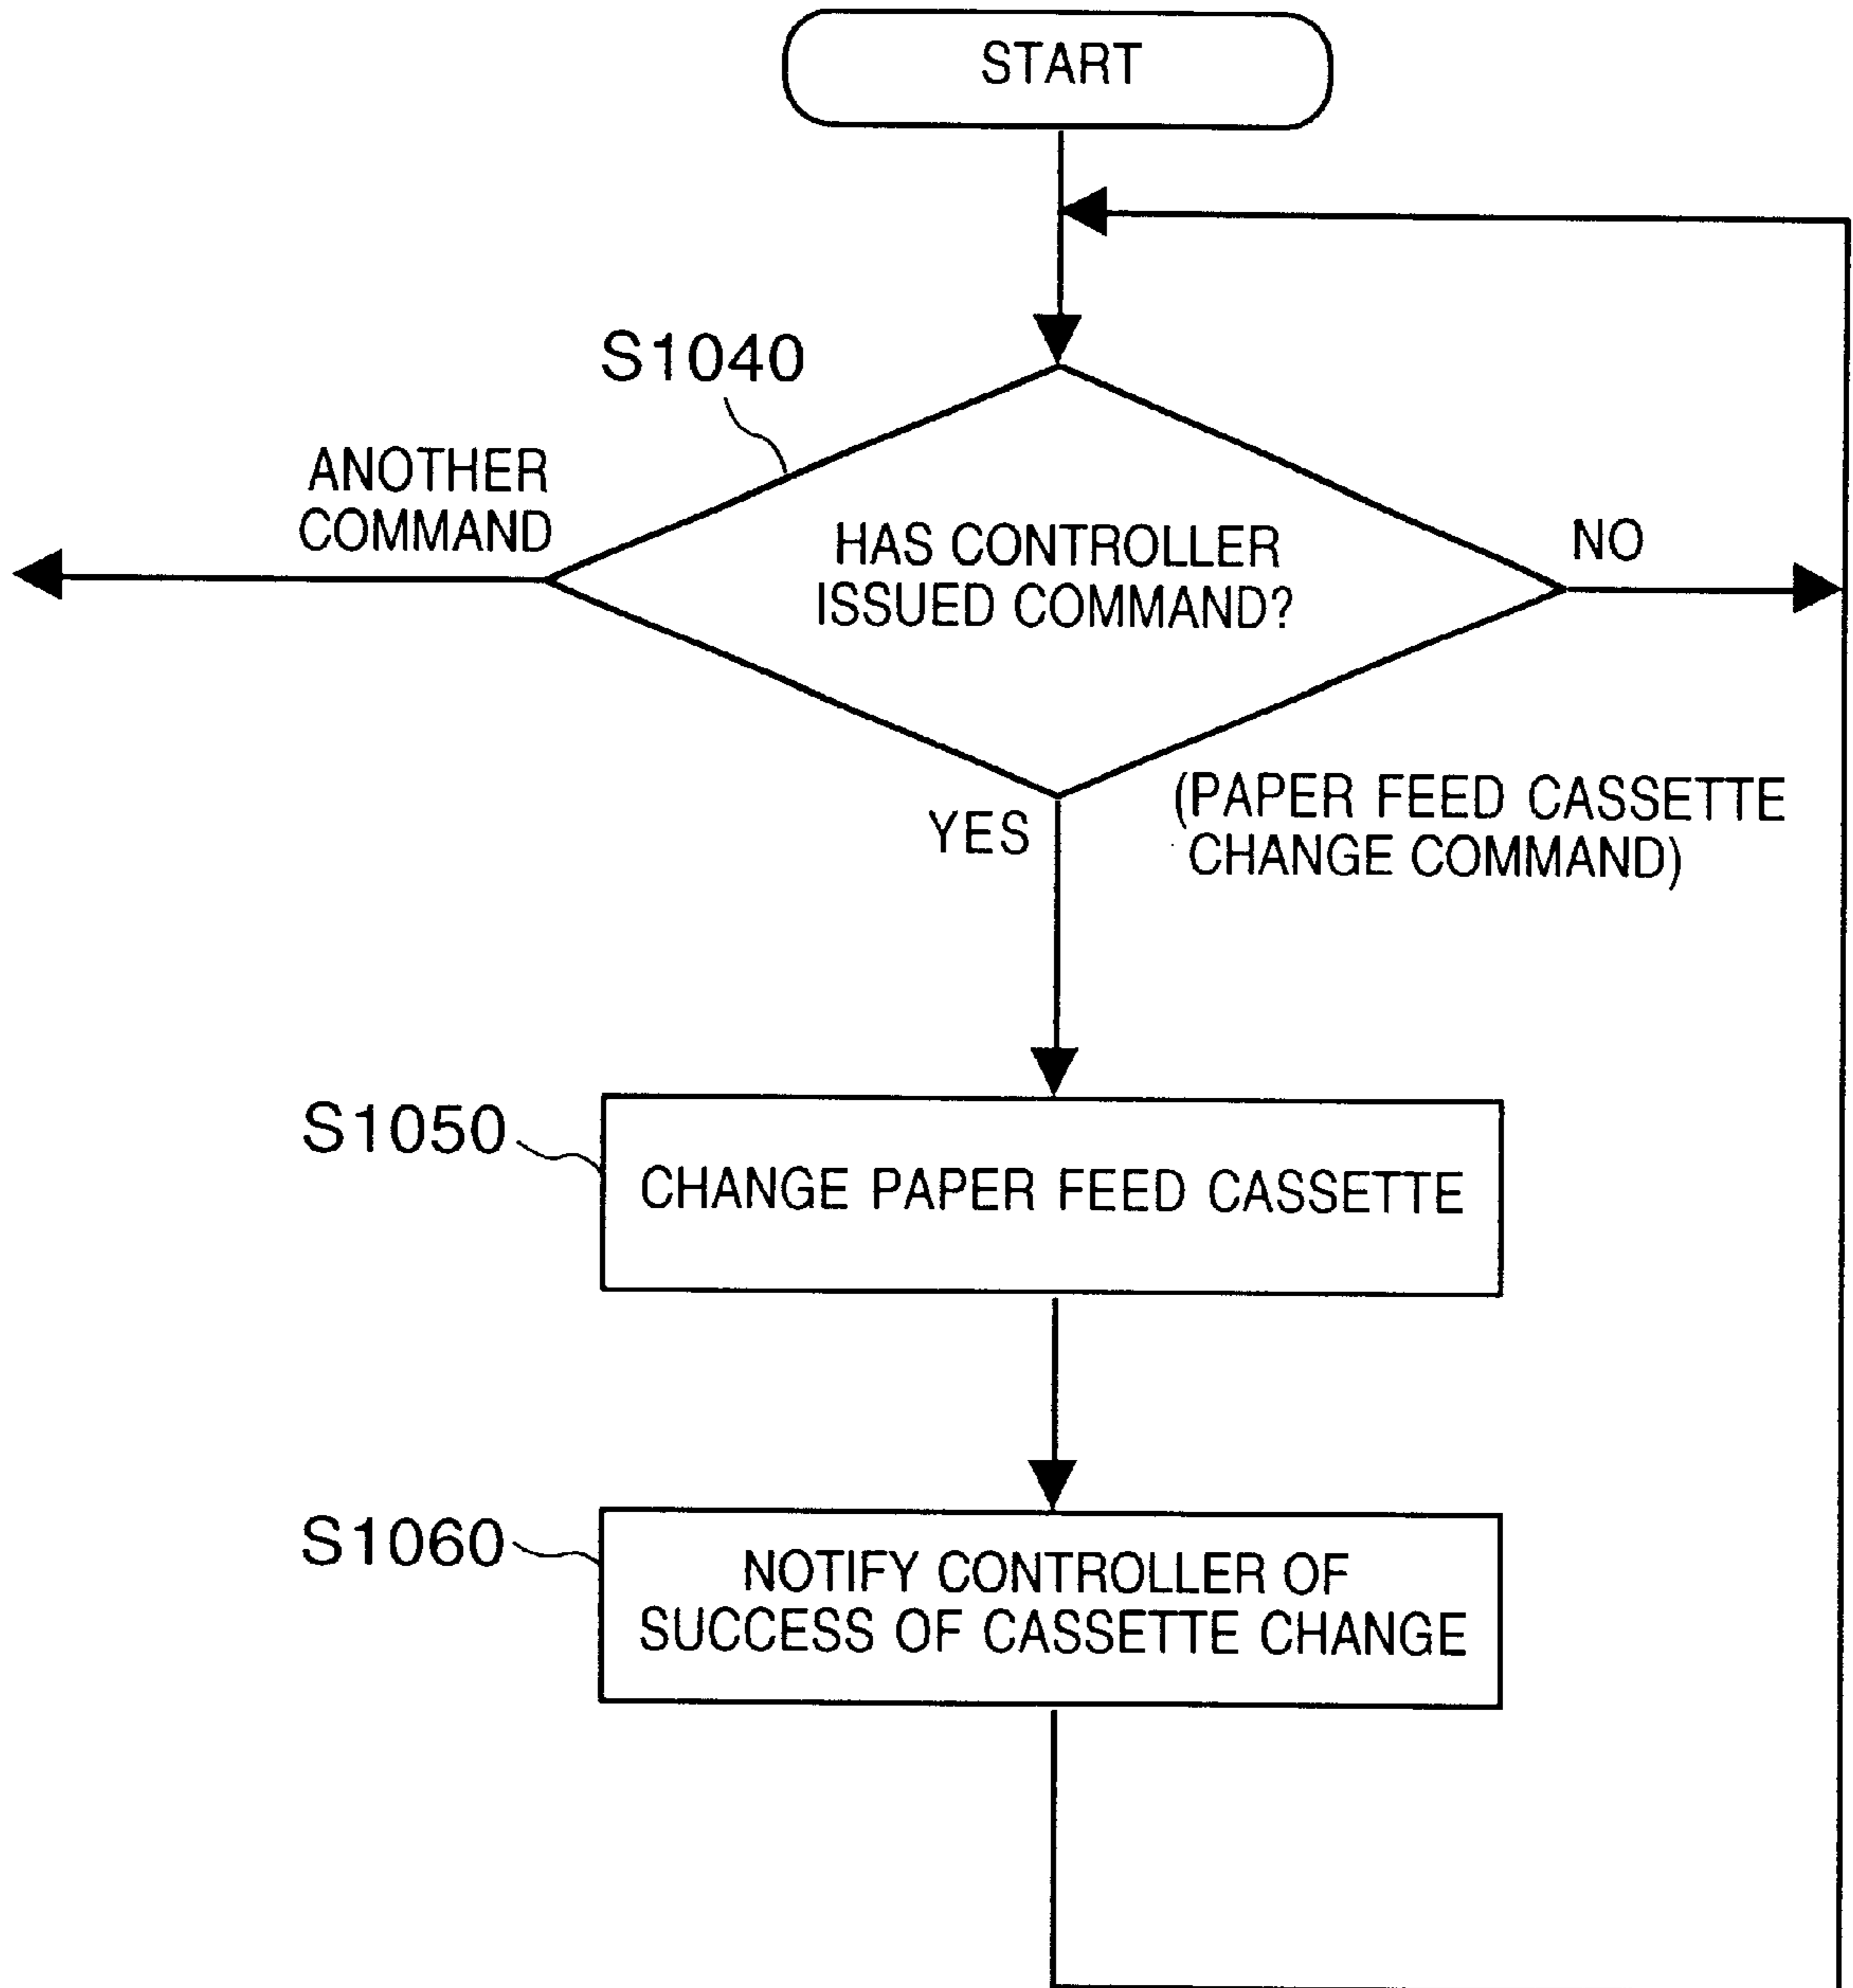 START
S1040
ANOTHER
COMMAND
HAS CONTROLLER
ISSUED COMMAND?
NO
YES
(PAPER FEED CASSETTE
CHANGE COMMAND)
S1050
CHANGE PAPER FEED CASSETTE
S1060
NOTIFY CONTROLLER OF
SUCCESS OF CASSETTE CHANGE